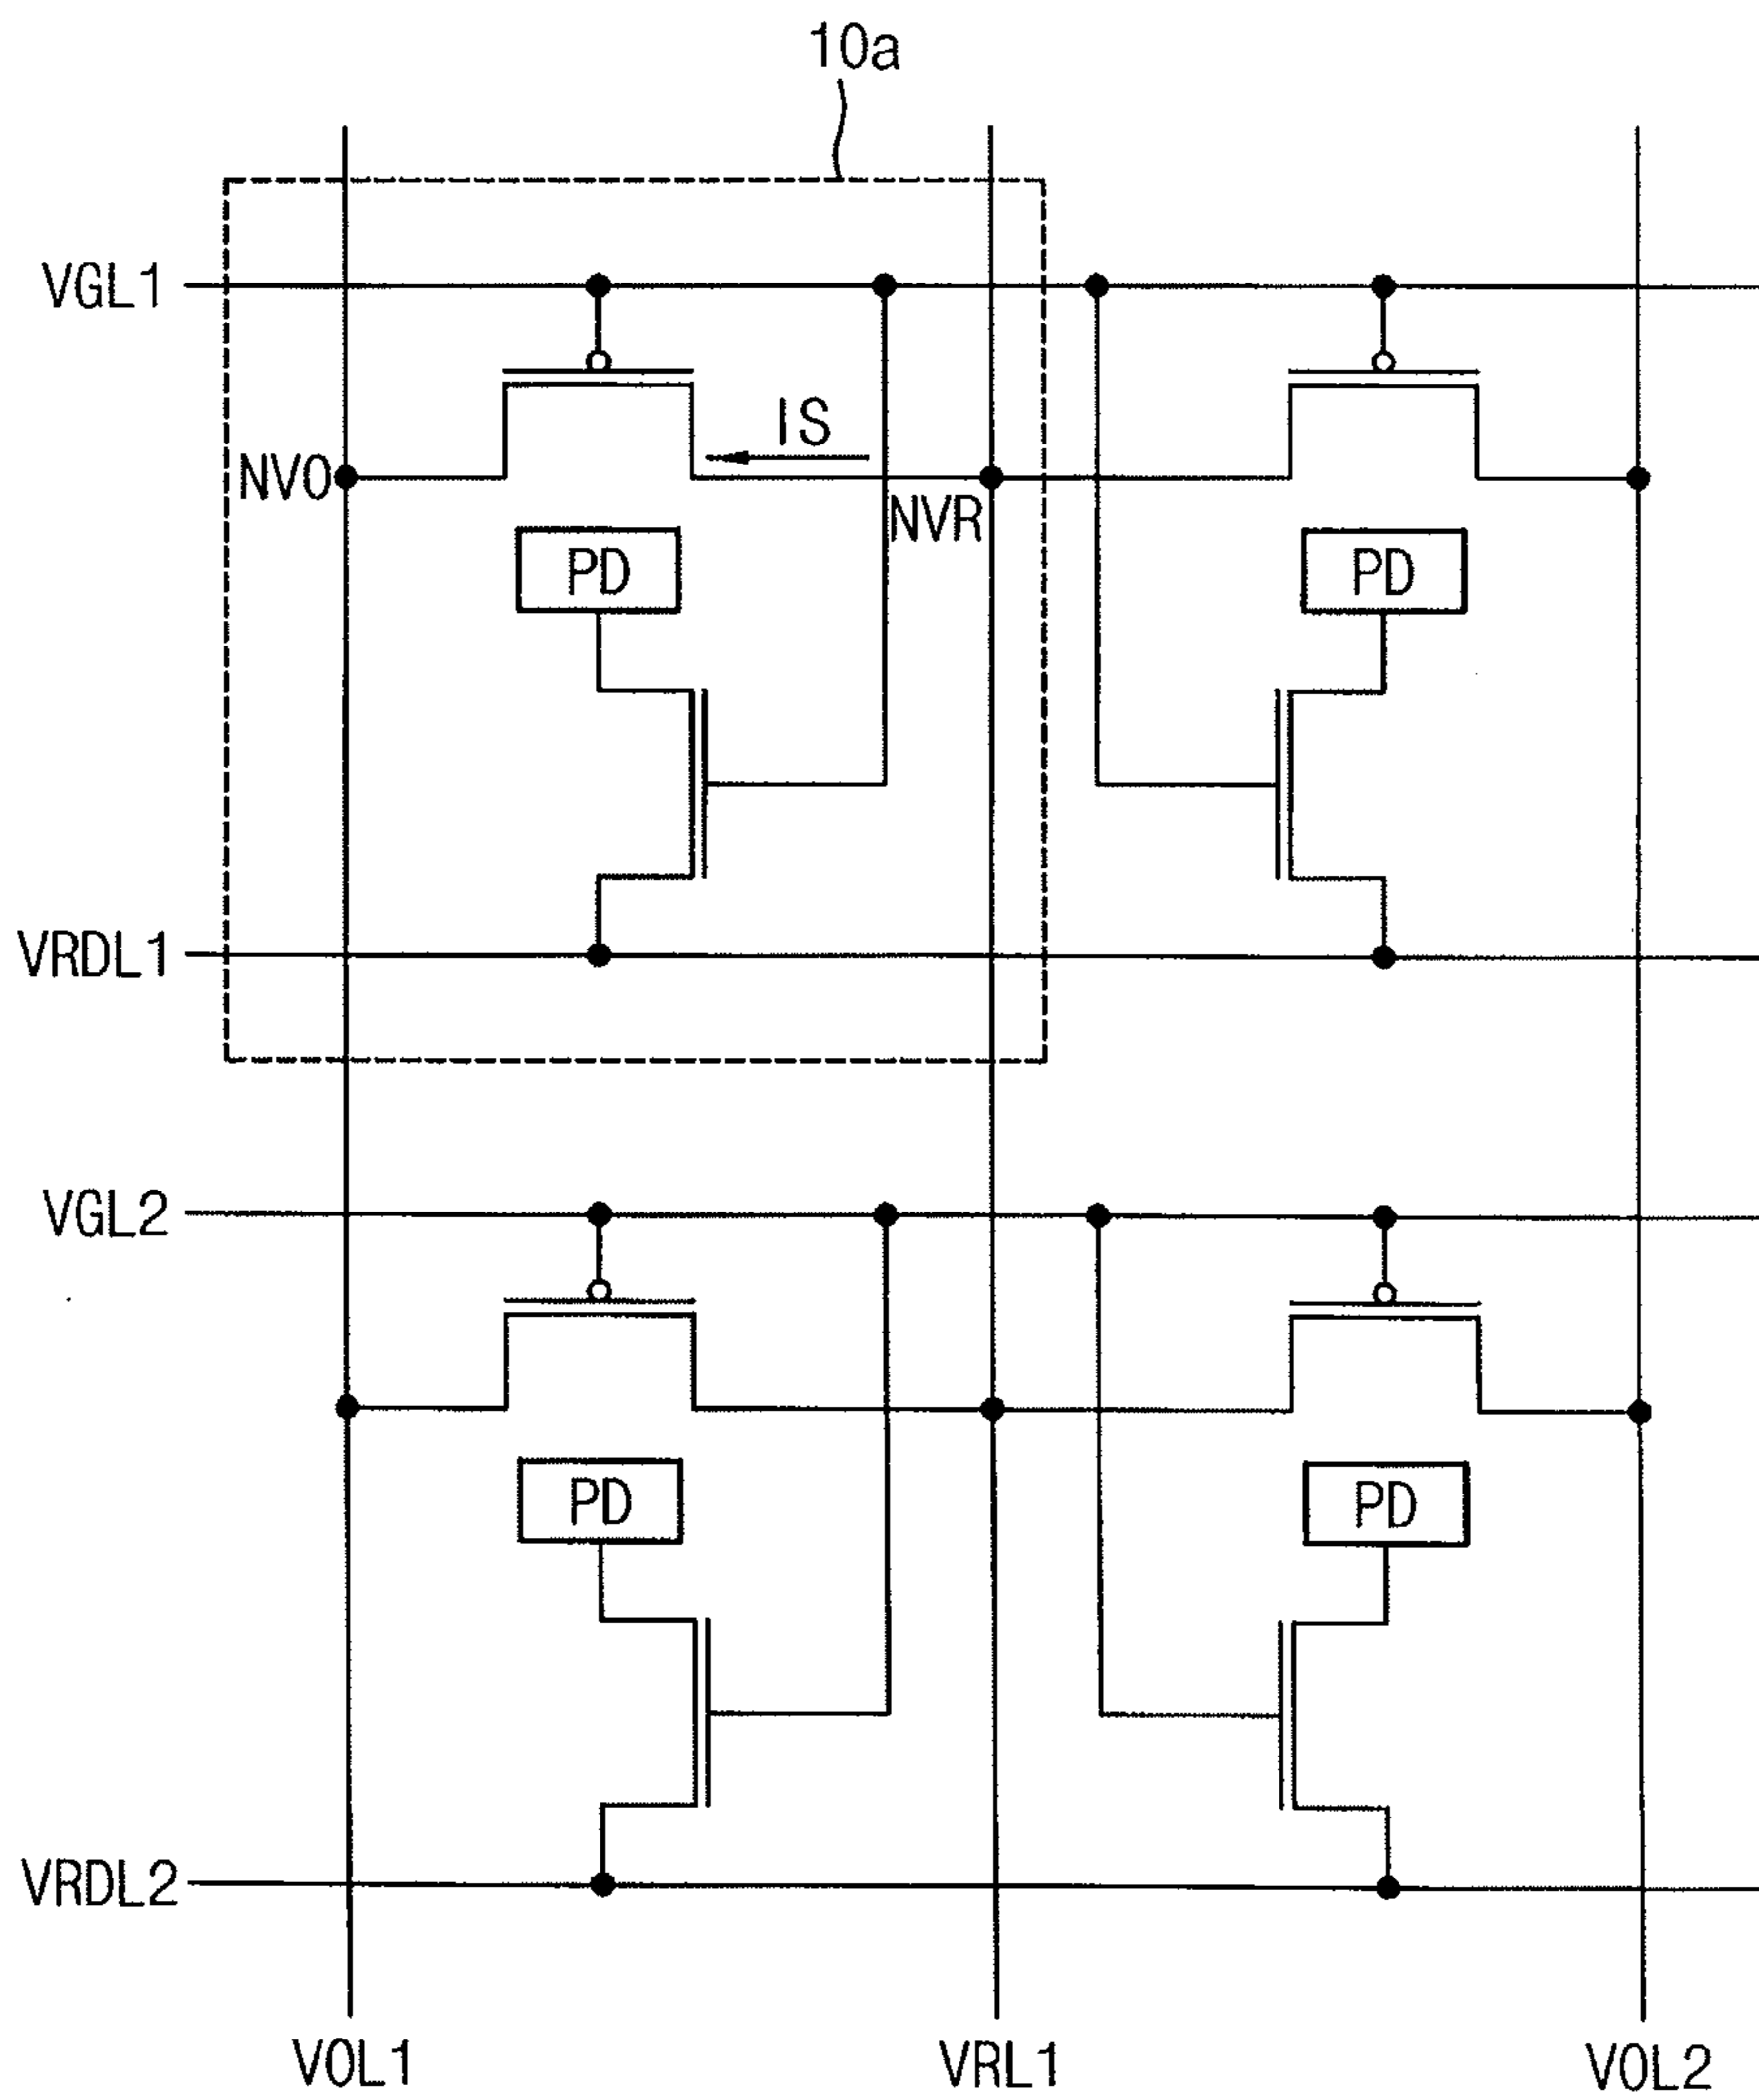 10a
VGL1
IS
NVO
NVR
PD
PD
VRDL1
VGL2
PD
PD
VRDL2
VOL1
VRL1
VOL2